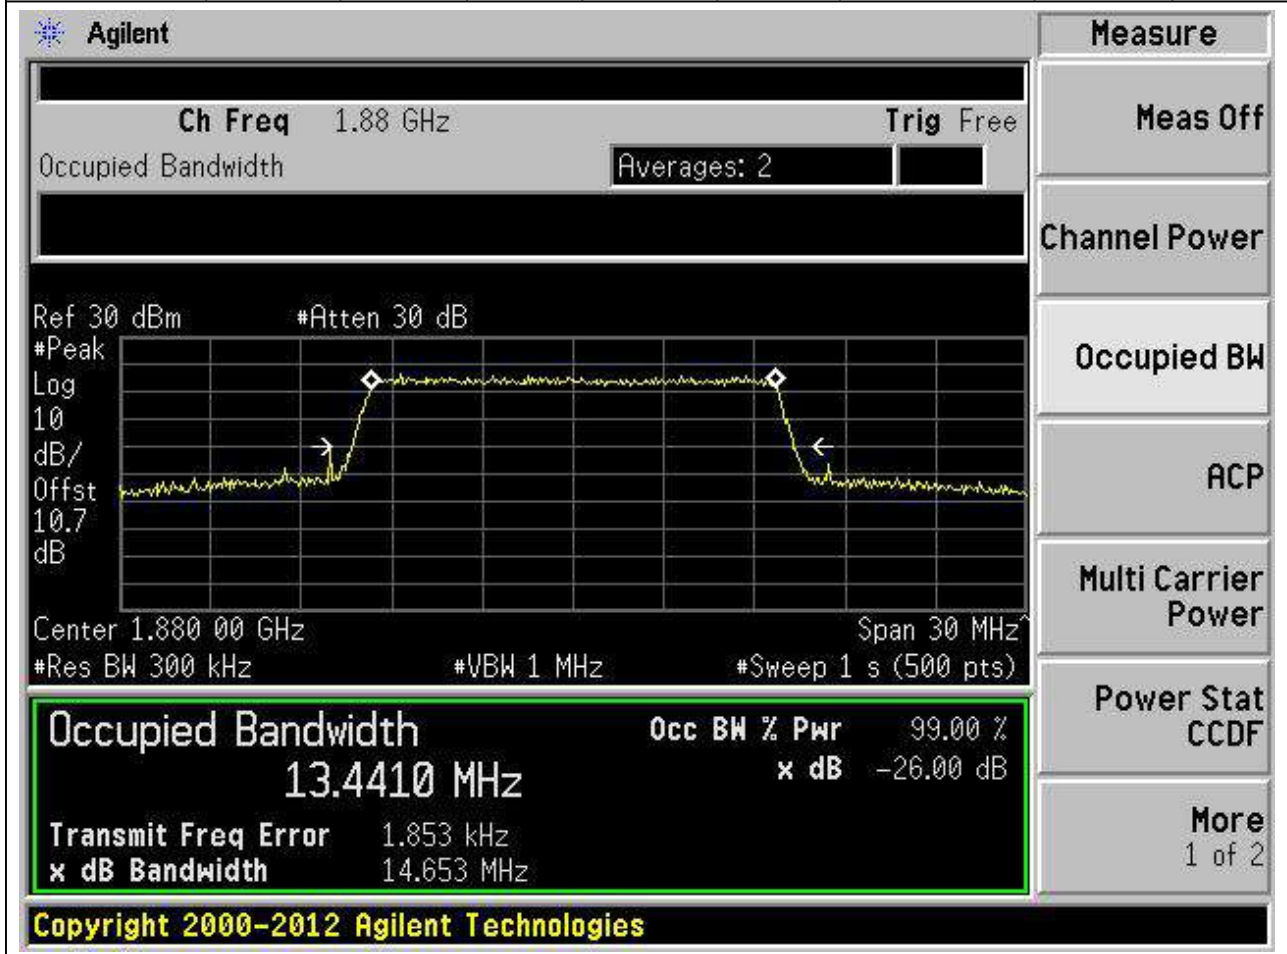 Agilent
Measure
Ch Freq 1.88 GHz
Trig Free
Meas Off
Occupied Bandwidth
Averages: 2
Channel Power
Ref 30 dBm
#Atten 30 dB
#Peak
Log
10
dB/
Offst
10.7
dB
Occupied BW
ACP
Center 1.880 00 GHz
Span 30 MHz^
#Res BW 300 kHz
#VBW 1 MHz
#Sweep 1 s (500 pts)
Multi Carrier
Power
Occupied Bandwidth
13.4410 MHz
Occ BW % Pwr 99.00 %
x dB -26.00 dB
Transmit Freq Error 1.853 kHz
x dB Bandwidth 14.653 MHz
Power Stat
CCDF
More
1 of 2
Copyright 2000-2012 Agilent Technologies